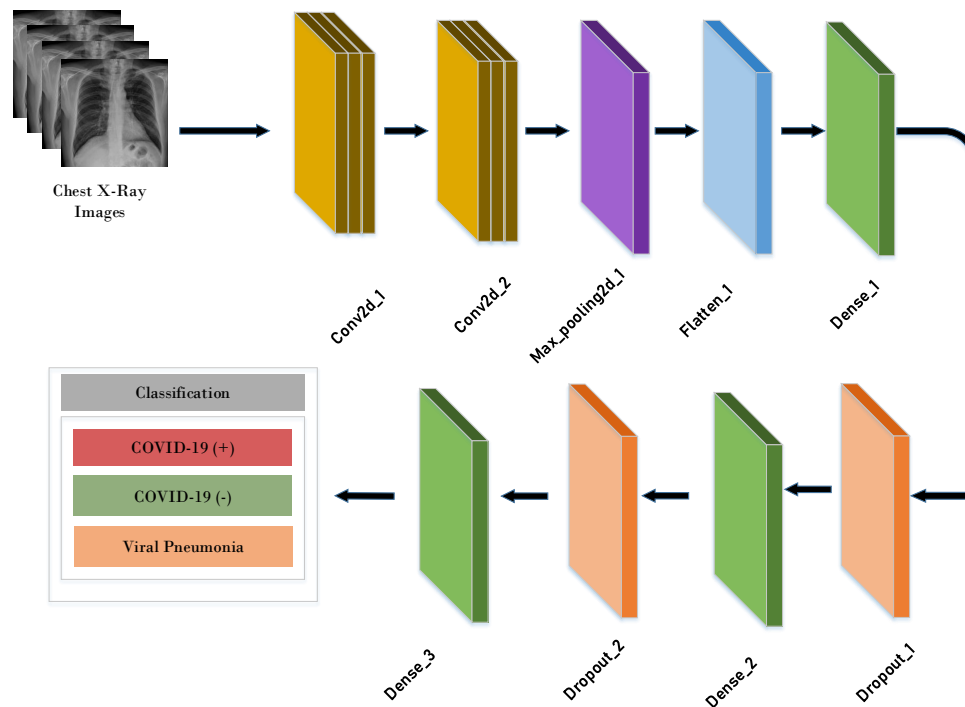 Chest X-Ray
Images
Conv2d_1
Conv2d_2
Max_pooling2d_1
Flatten_1
Dense_1
Classification
COVID-19 (+)
COVID-19 (-)
Viral Pneumonia
Dense_3
Dropout_2
Dense_2
Dropout_1